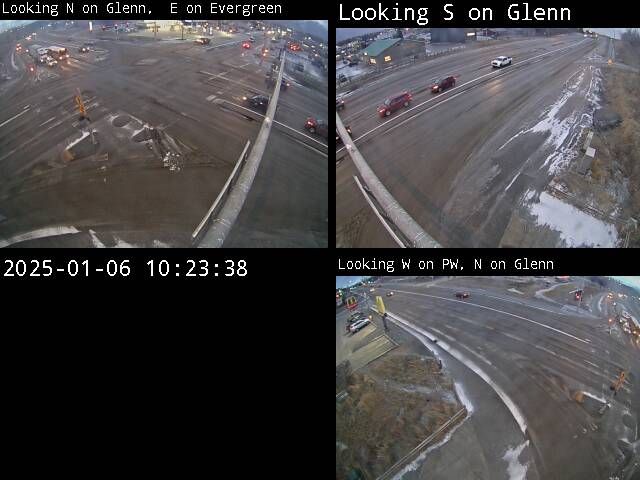 Looking N on Glenn,  E on Evergreen
Looking S on Glenn
2025-01-06 10:23:38
Looking W on PW, N on Glenn